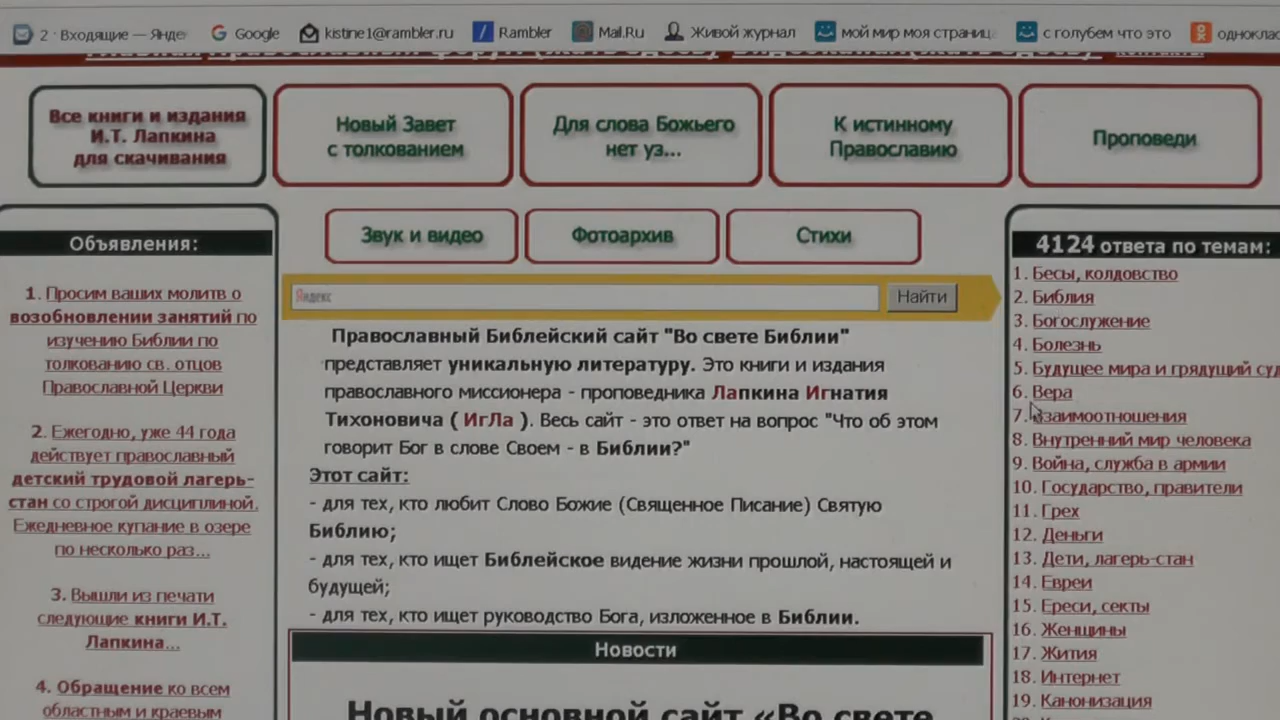 2 · Входящие — Янде
Google
kistine1@rambler.ru
Rambler
Mail.Ru
Живой журнал
мой мир моя страниц
с голубем что это
однокла
Все книги и издания
И.Т. Лапкина
для скачивания
Новый Завет
с толкованием
Для слова Божьего
нет уз...
К истинному
Православию
Проповеди
Звук и видео
Фотоархив
Стихи
Объявления:
1. Просим ваших молитв о
возобновлении занятий по
изучению Библии по
толкованию св. отцов
Православной Церкви
2. Ежегодно, уже 44 года
действует православный
детский трудовой лагерь-
стан со строгой дисциплиной.
Ежедневное купание в озере
по несколько раз...
3. Вышли из печати
следующие книги И.Т.
Лапкина...
4. Обращение ко всем
областным и краевым
Яндекс
Найти
Православный Библейский сайт "Во свете Библии"
представляет уникальную литературу. Это книги и издания
православного миссионера - проповедника Лапкина Игнатия
Тихоновича ( ИгЛа ). Весь сайт - это ответ на вопрос "Что об этом
говорит Бог в слове Своем - в Библии?"
Этот сайт:
- для тех, кто любит Слово Божие (Священное Писание) Святую
Библию;
- для тех, кто ищет Библейское видение жизни прошлой, настоящей и
будущей;
- для тех, кто ищет руководство Бога, изложенное в Библии.
Новости
Новый основной сайт «Во свете
4124 ответа по темам:
1. Бесы, колдовство
2. Библия
3. Богослужение
4. Болезнь
5. Будущее мира и грядущий суд
6. Вера
7. Взаимоотношения
8. Внутренний мир человека
9. Война, служба в армии
10. Государство, правители
11. Грех
12. Деньги
13. Дети, лагерь-стан
14. Евреи
15. Ереси, секты
16. Женщины
17. Жития
18. Интернет
19. Канонизация